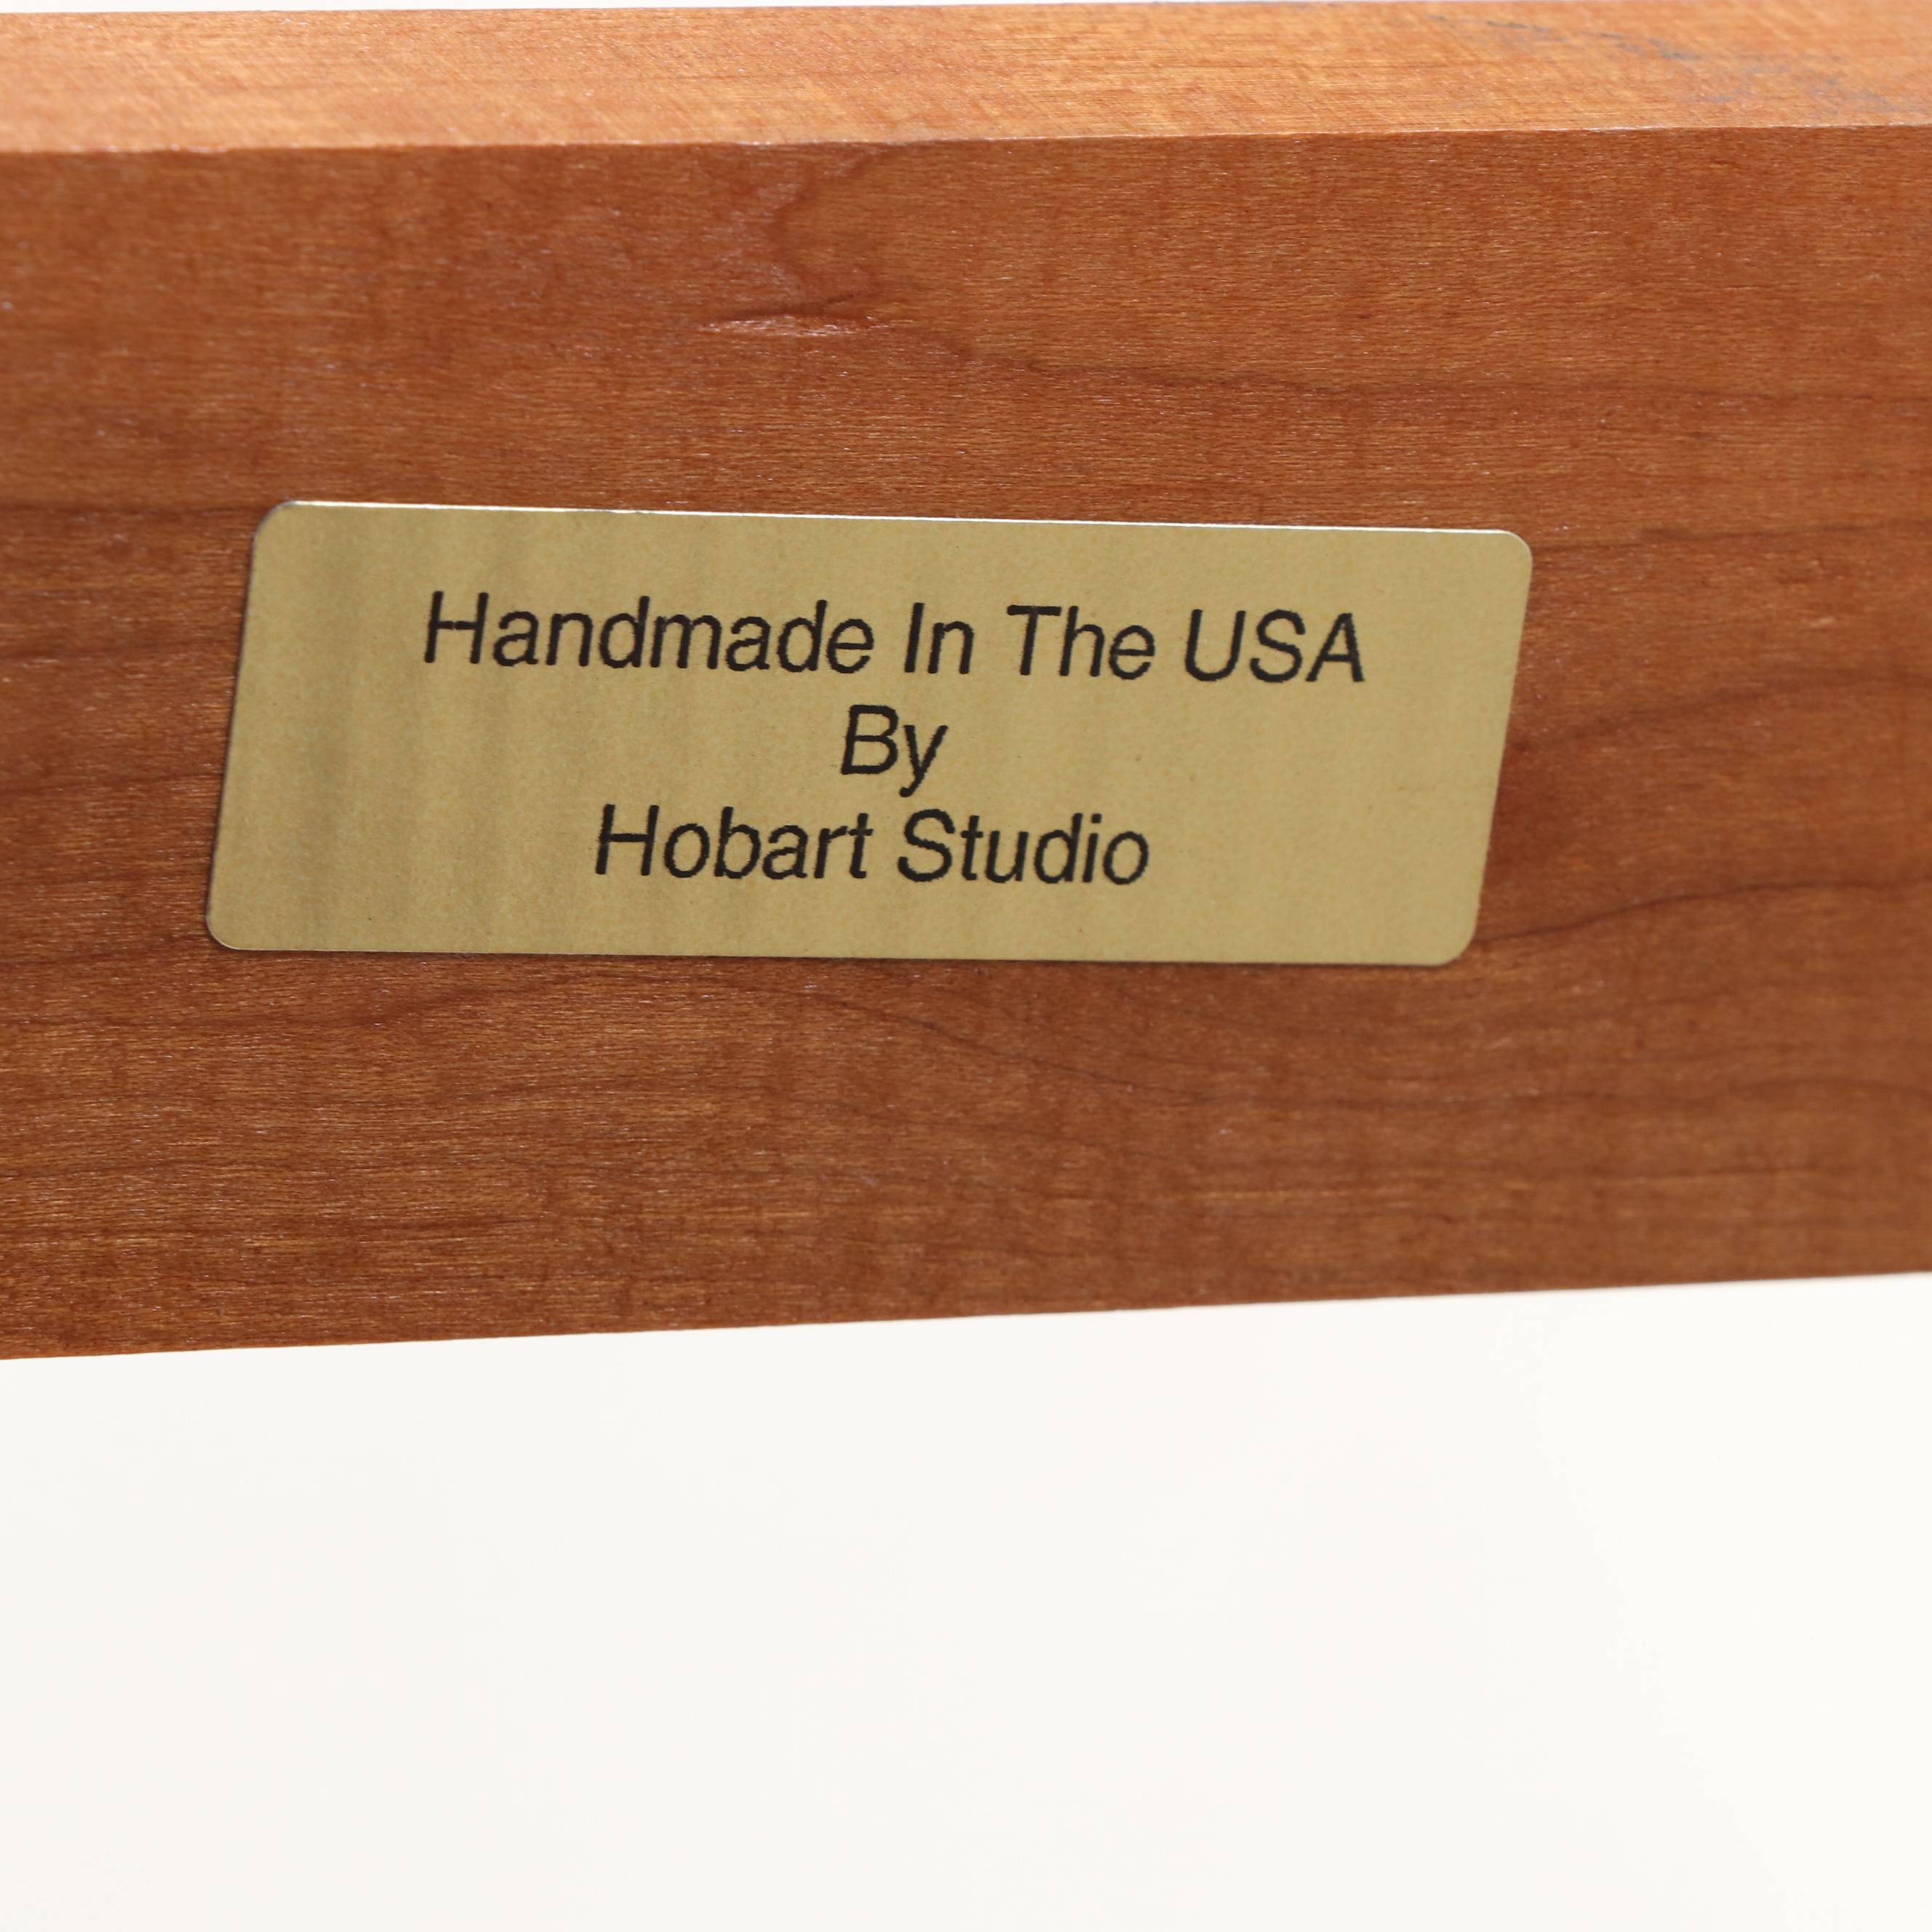 Handmade In The USA
By
Hobart Studio